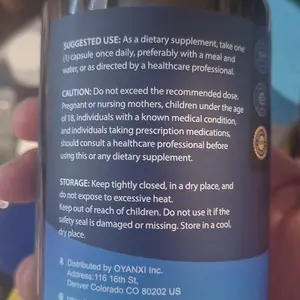 SUGGESTED USE: As a dietary supplement, take one
(1) capsule once daily, preferably with a meal and
water, or as directed by a healthcare professional.
CAUTION: Do not exceed the recommended dose.
Pregnant or nursing mothers, children under the age
of 18, individuals with a known medical condition,
and individuals taking prescription medications,
should consult a healthcare professional before
using this or any dietary supplement.
STORAGE: Keep tightly closed, in a dry place, and
do not expose to excessive heat.
Keep out of reach of children. Do not use it if the
safety seal is damaged or missing. Store in a cool,
dry place.
Distributed by OYANXI Inc.
Address:116 16th St,
Denver Colorado CO 80202 US